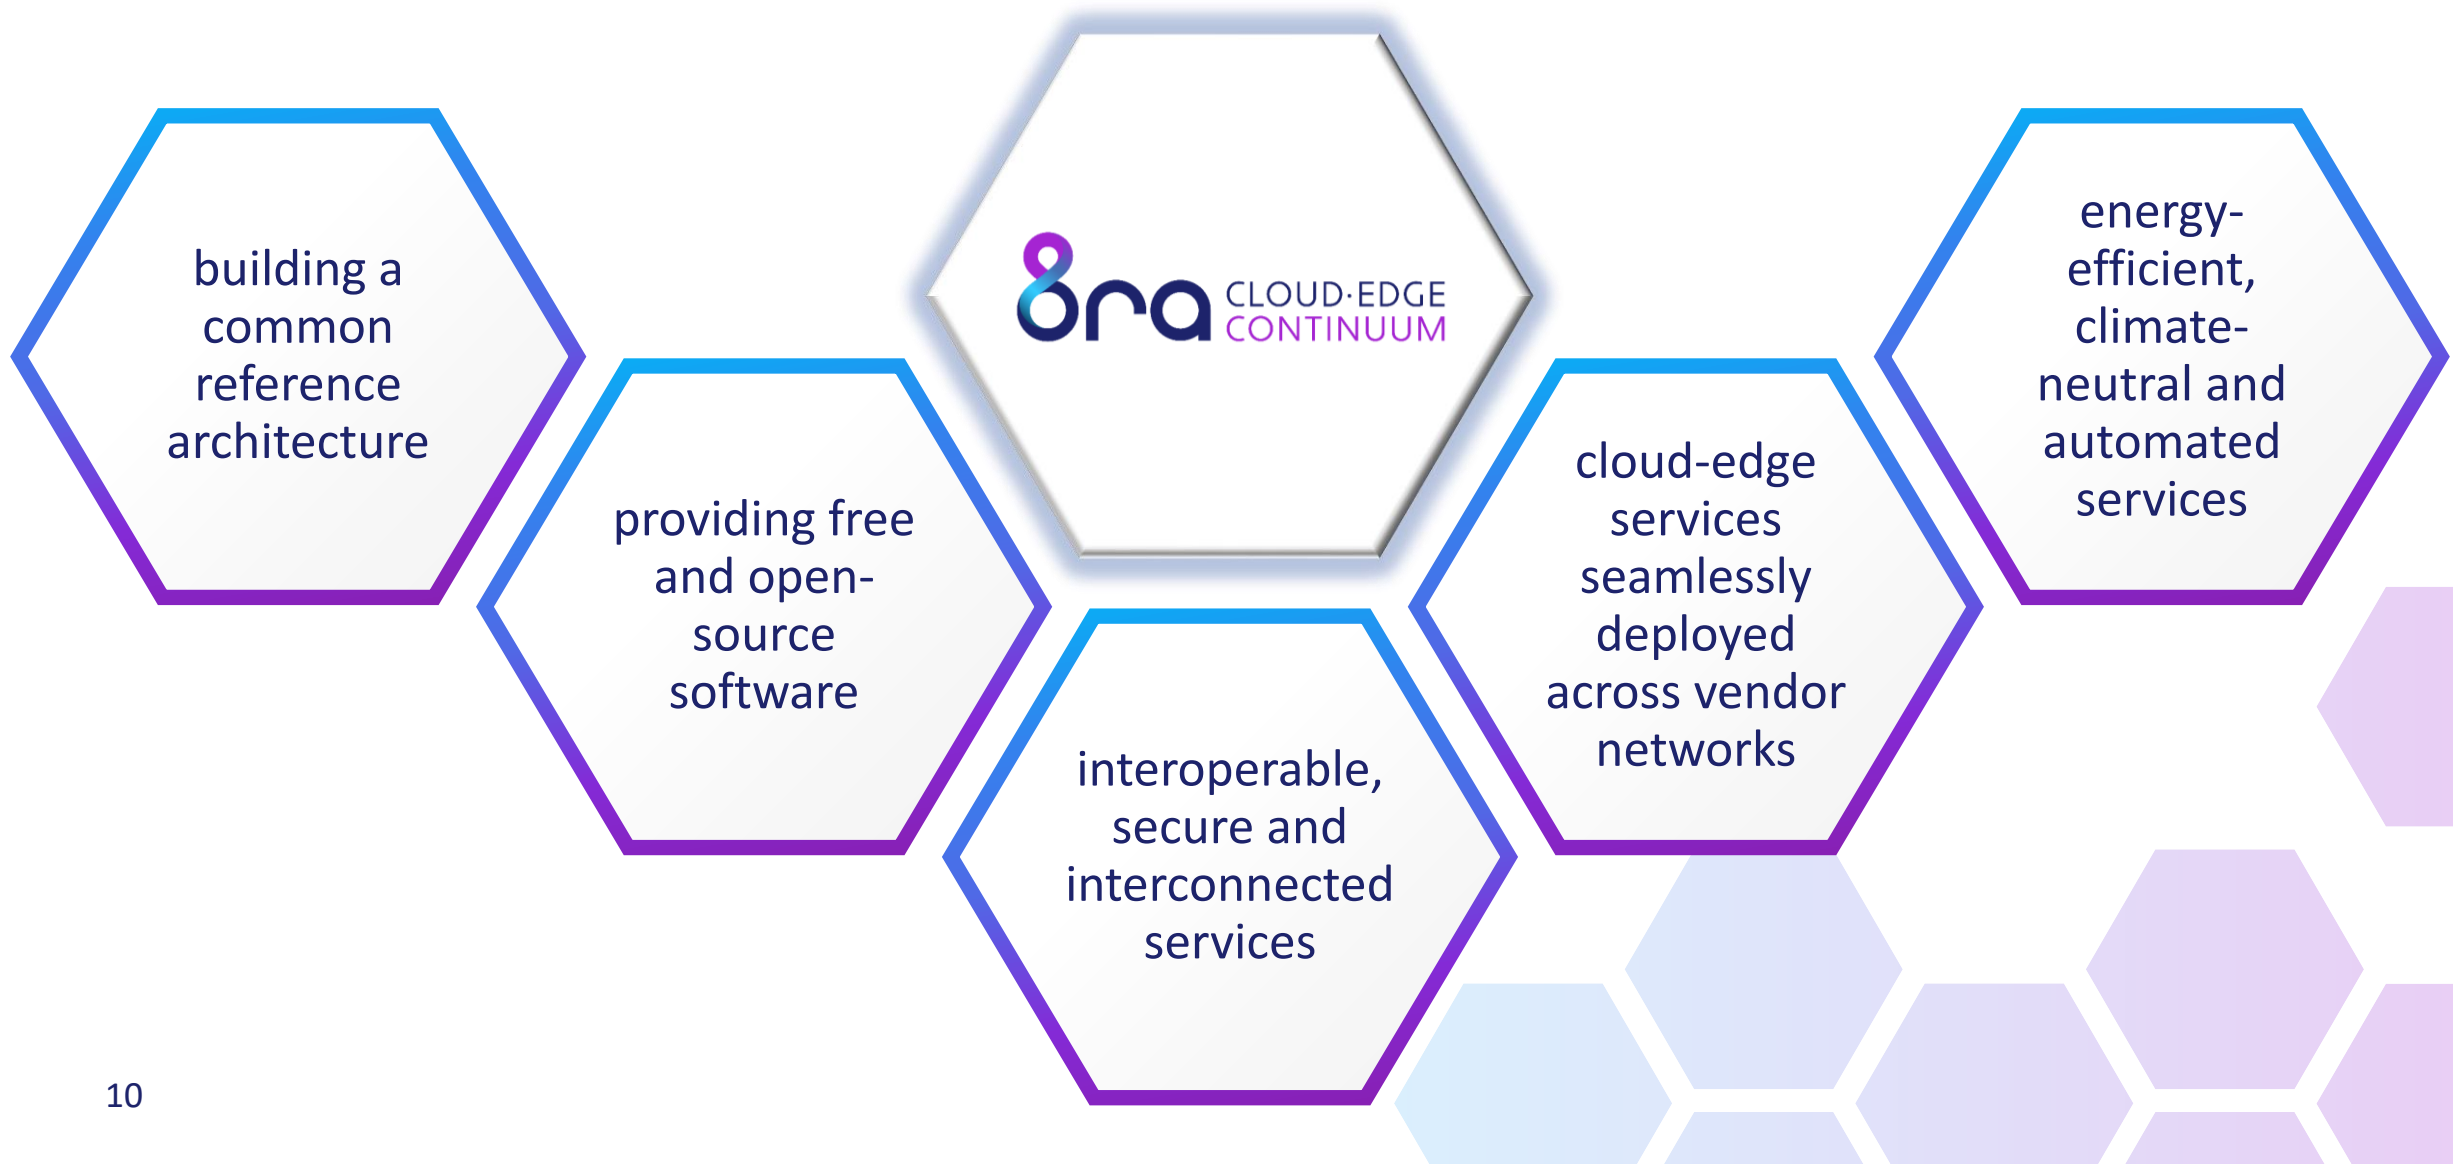 building a
common
reference
architecture
providing free
and open-
source
software
8ra CLOUD·EDGE
CONTINUUM
interoperable,
secure and
interconnected
services
cloud-edge
services
seamlessly
deployed
across vendor
networks
energy-
efficient,
climate-
neutral and
automated
services
10